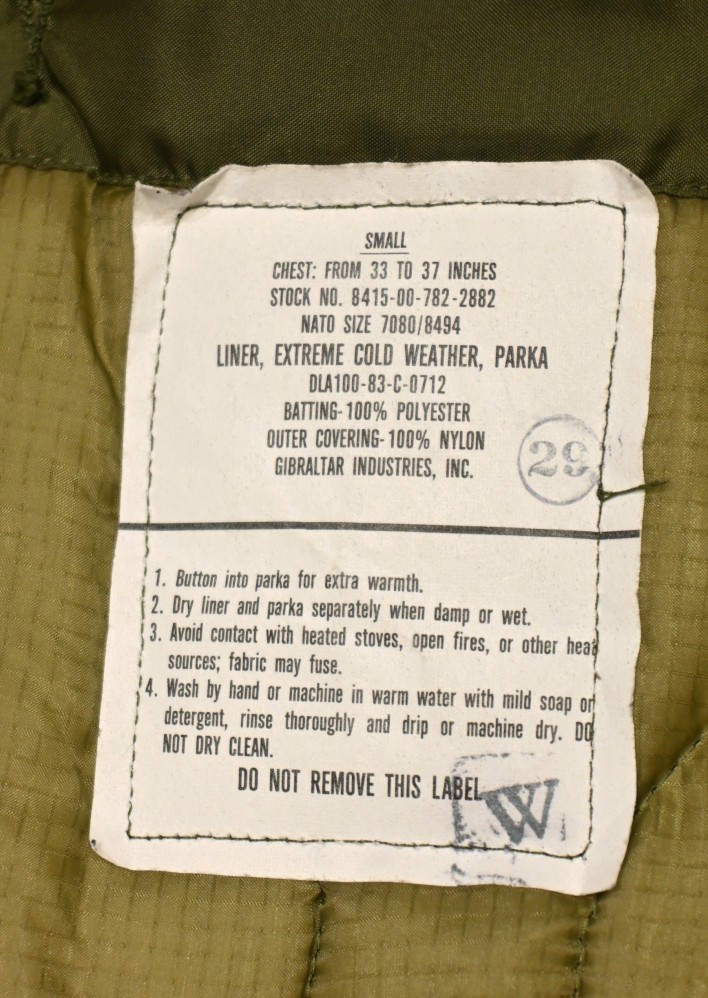 SMALL
CHEST: FROM 33 TO 37 INCHES
STOCK NO. 8415-00-782-2882
NATO SIZE 7080/8494
LINER, EXTREME COLD WEATHER, PARKA
DLA100-83-C-0712
BATTING-100% POLYESTER
OUTER COVERING-100% NYLON
GIBRALTAR INDUSTRIES, INC.
29
1. Button into parka for extra warmth.
2. Dry liner and parka separately when damp or wet.
3. Avoid contact with heated stoves, open fires, or other heat
sources; fabric may fuse.
4. Wash by hand or machine in warm water with mild soap or
detergent, rinse thoroughly and drip or machine dry. DO
NOT DRY CLEAN.
DO NOT REMOVE THIS LABEL
W